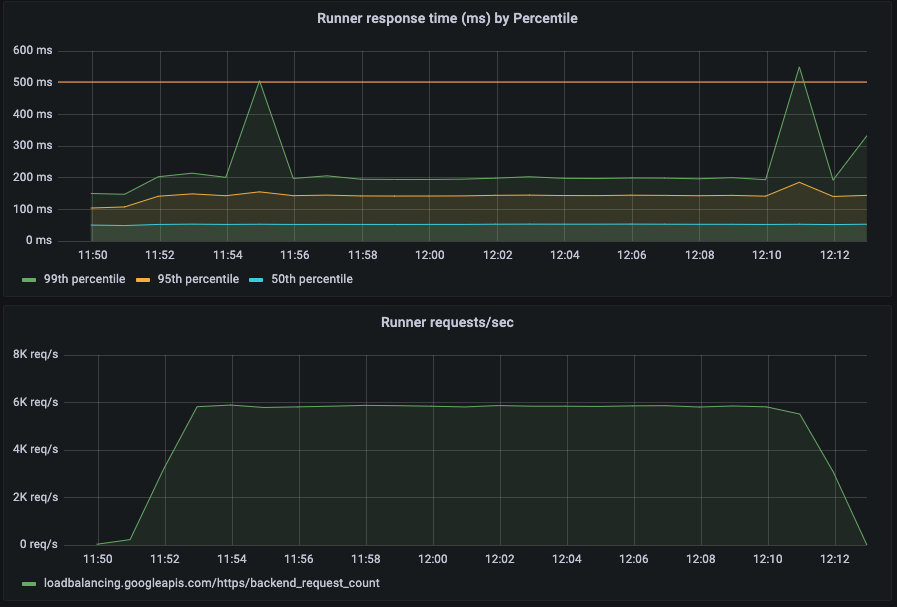 Runner response time (ms) by Percentile
600 ms
500 ms
400 ms
300 ms
200 ms
100 ms
0 ms
11:50 11:52 11:54 11:56 11:58 12:00 12:02 12:04 12:06 12:08 12:10 12:12
99th percentile 95th percentile 50th percentile
Runner requests/sec
8K req/s
6K req/s
4K req/s
2K req/s
0 req/s
11:50 11:52 11:54 11:56 11:58 12:00 12:02 12:04 12:06 12:08 12:10 12:12
loadbalancing.googleapis.com/https/backend_request_count